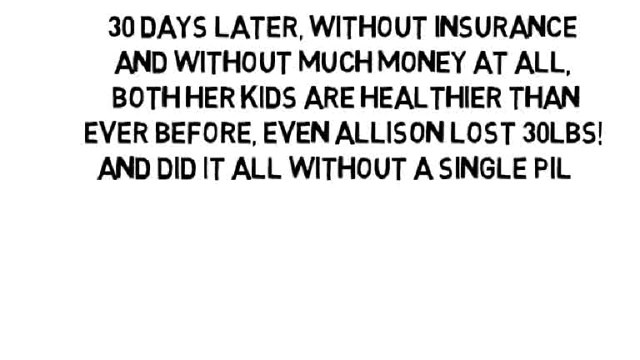 30 DAYS LATER, WITHOUT INSURANCE
AND WITHOUT MUCH MONEY AT ALL,
BOTH HER KIDS ARE HEALTHIER THAN
EVER BEFORE, EVEN ALLISON LOST 30LBS!
AND DID IT ALL WITHOUT A SINGLE PIL